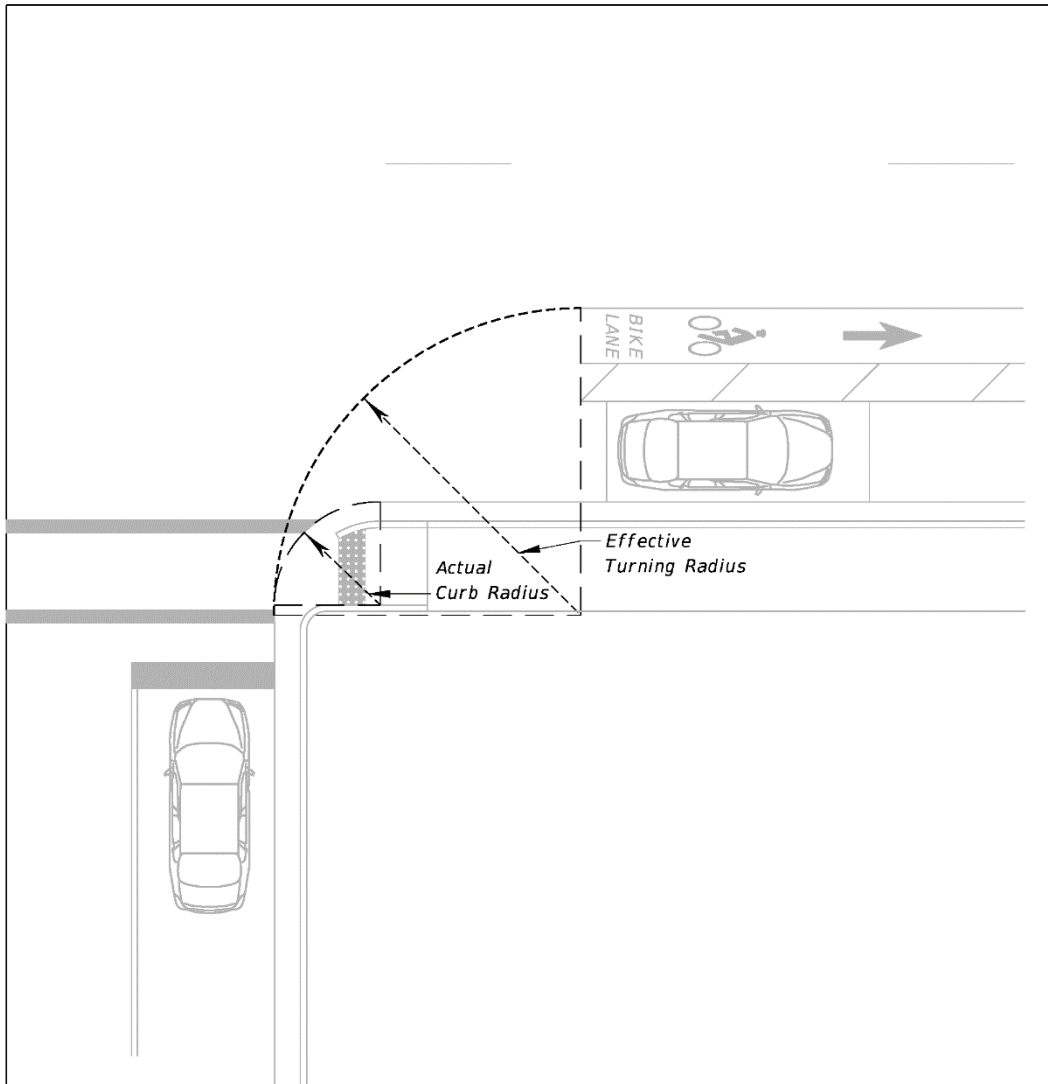 BIKE
LANE
Effective
Turning Radius
Actual
Curb Radius